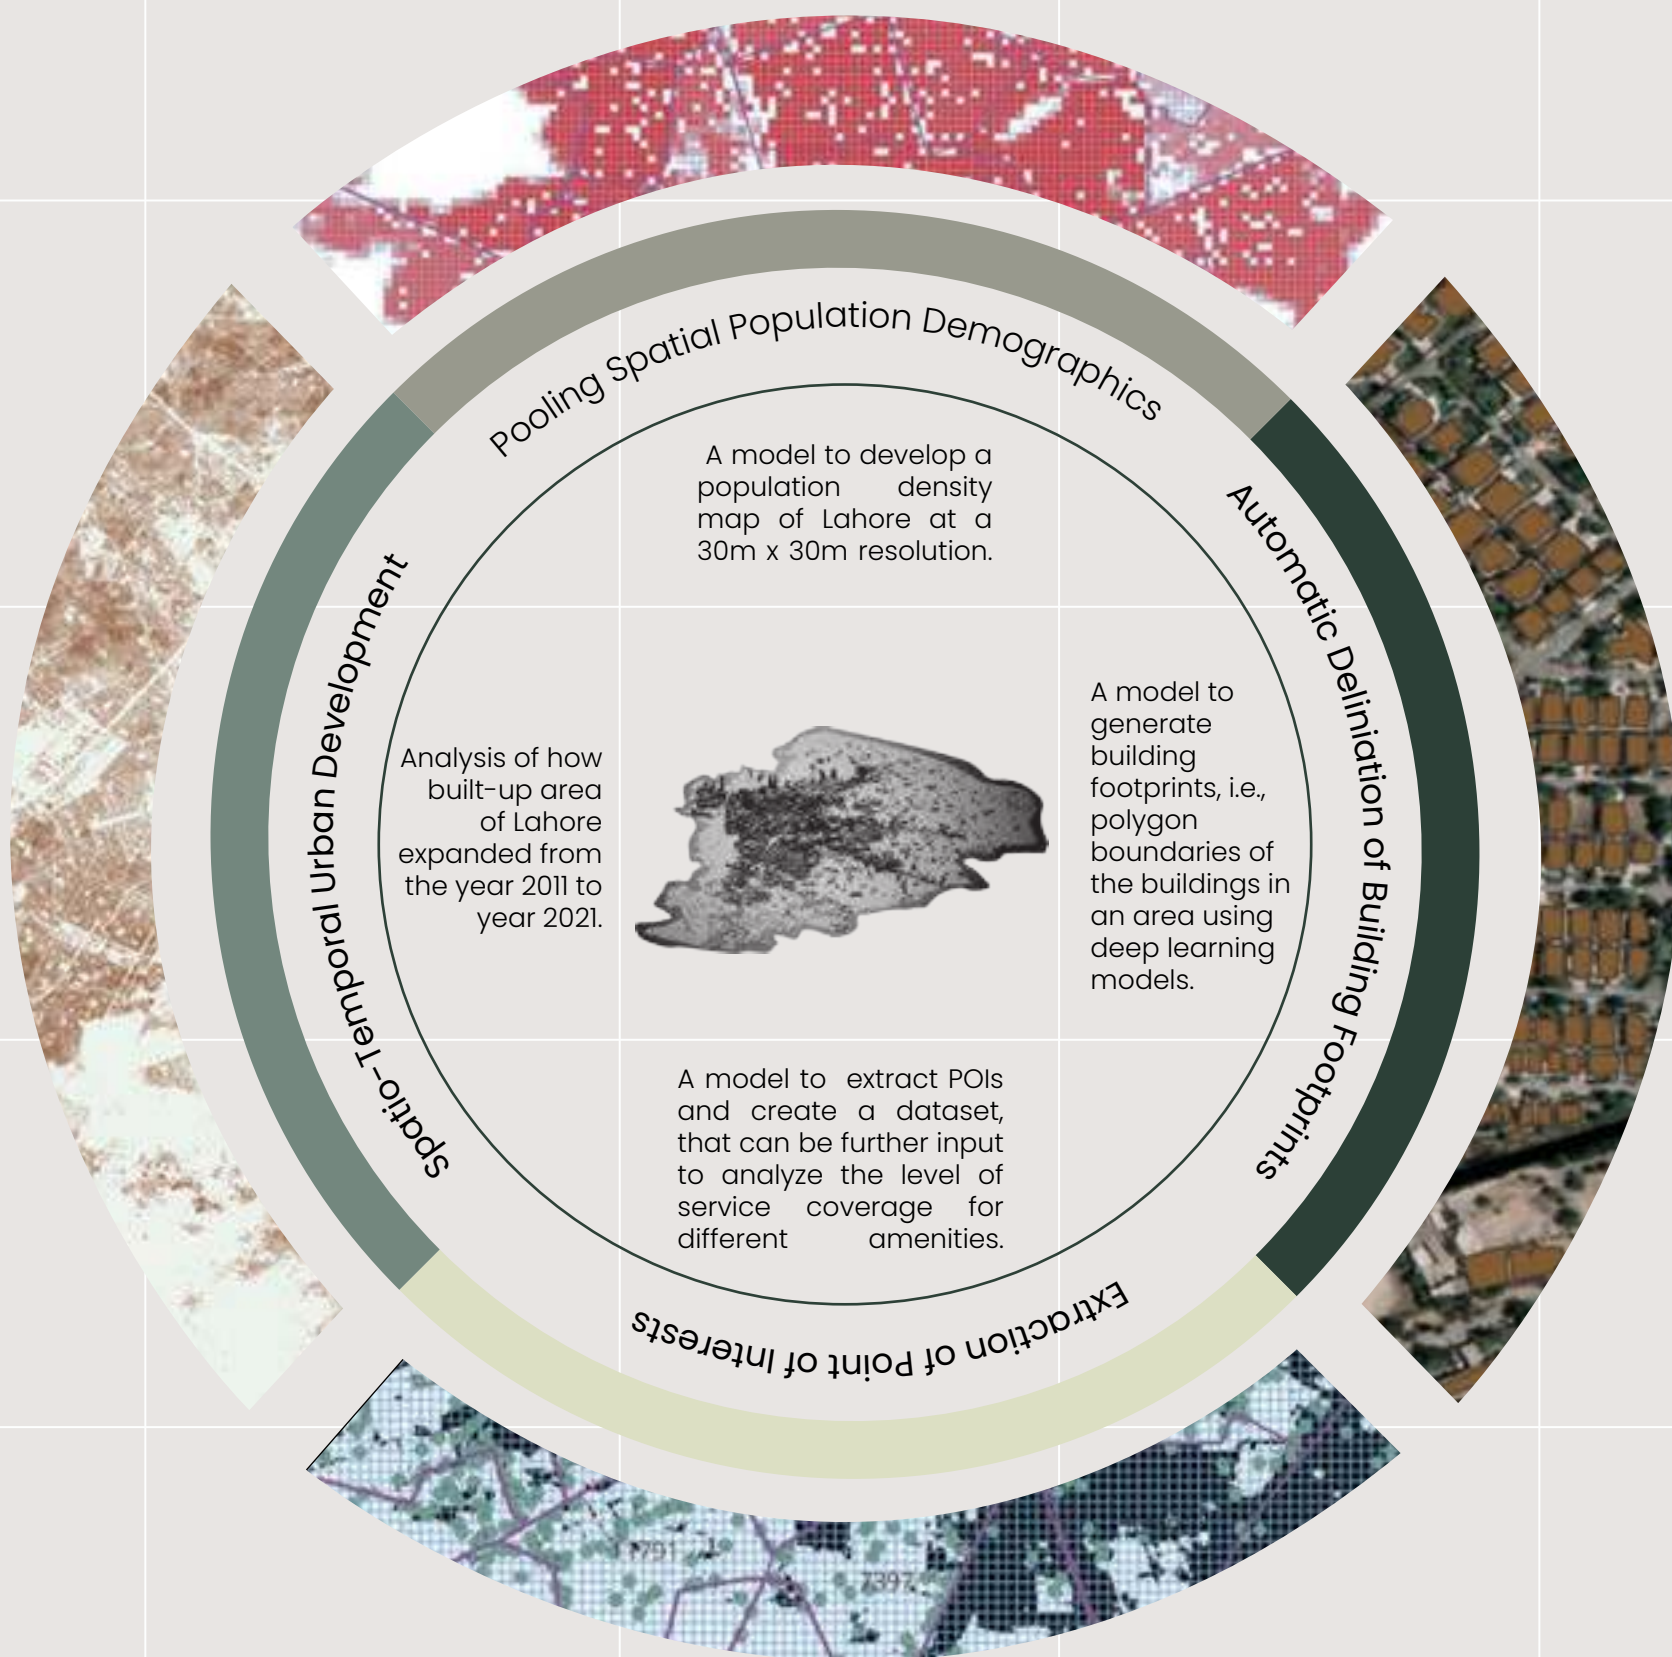 Pooling Spatial Population Demographics
A model to develop a
population density
map of Lahore at a
30m x 30m resolution.
Automatic Deliniation of Building Footprints
A model to
generate
building
footprints, i.e.,
polygon
boundaries of
the buildings in
an area using
deep learning
models.
Spatio-Temporal Urban Development
Analysis of how
built-up area
of Lahore
expanded from
the year 2011 to
year 2021.
A model to extract POIs
and create a dataset,
that can be further input
to analyze the level of
service coverage for
different amenities.
Extraction of Point of Interests
7397